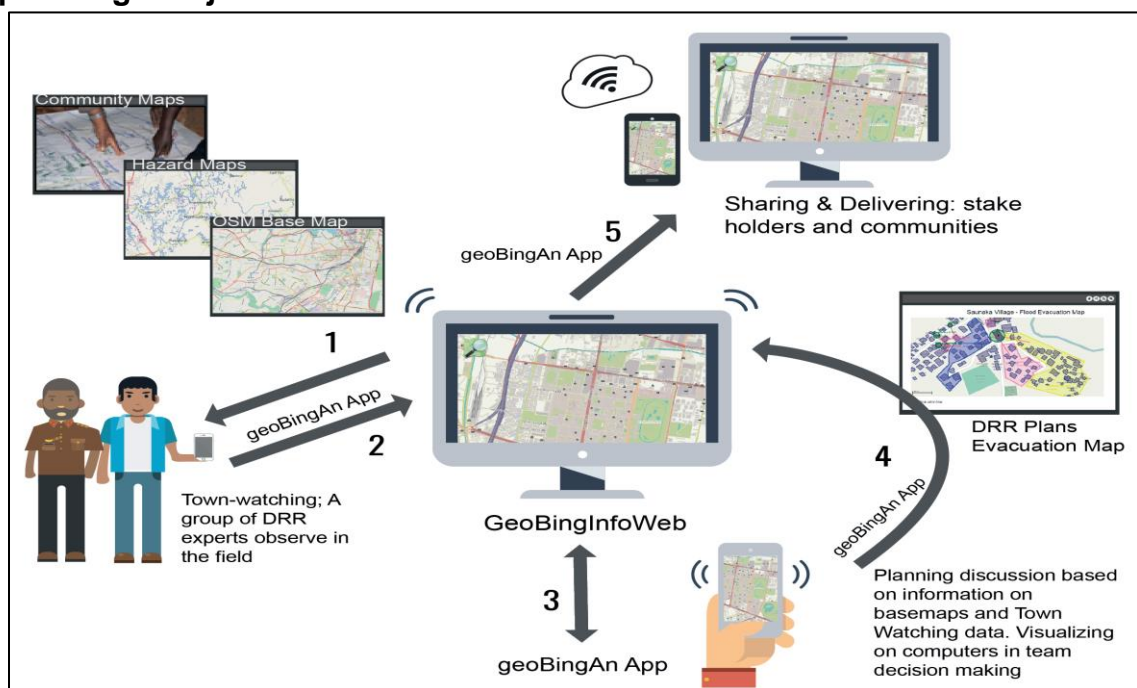 Community Maps
Hazard Maps
OSM Base Map
Sharing & Delivering: stake
holders and communities
5
geoBingAn App
1
geoBingAn App
2
Town-watching; A
group of DRR
experts observe in
the field
GeoBingInfoWeb
3
geoBingAn App
Saunaka Village - Flood Evacuation Map
DRR Plans
Evacuation Map
4
geoBingAn App
Planning discussion based
on information on
basemaps and Town
Watching data. Visualizing
on computers in team
decision making